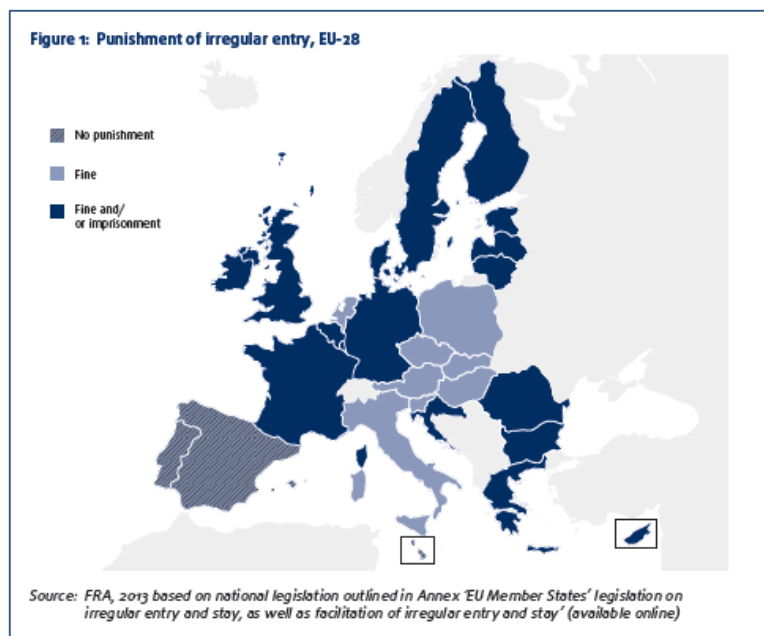 Figure 1: Punishment of irregular entry, EU-28
No punishment
Fine
Fine and/
or imprisonment
Source: FRA, 2013 based on national legislation outlined in Annex ‘EU Member States’ legislation on
irregular entry and stay, as well as facilitation of irregular entry and stay’ (available online)